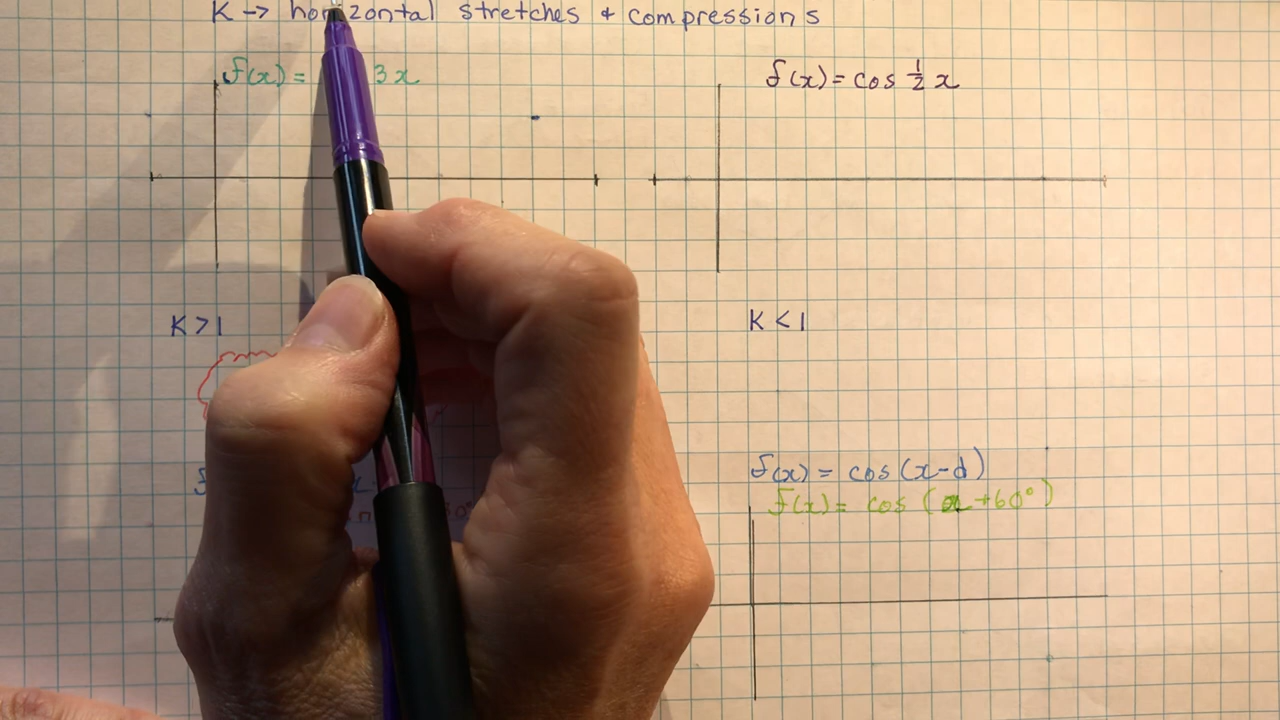 K → horizontal stretches + compressions
f(x) = 3x
f(x) = cos ½ x
K > 1
K < 1
f(x) = cos(x-d)
f(x) = cos (x+60°)